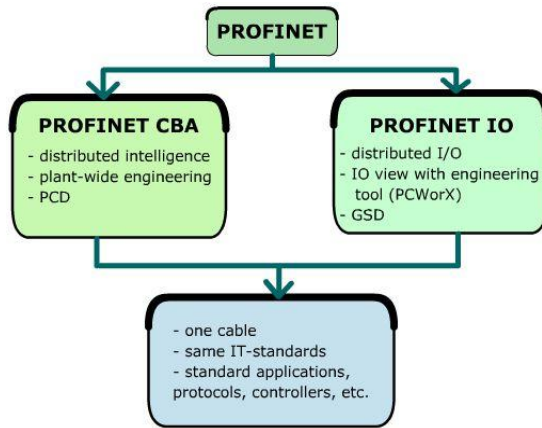 PROFINET
PROFINET CBA
- distributed intelligence
- plant-wide engineering
- PCD
PROFINET IO
- distributed I/O
- IO view with engineering
tool (PCWorX)
- GSD
- one cable
- same IT-standards
- standard applications,
protocols, controllers, etc.